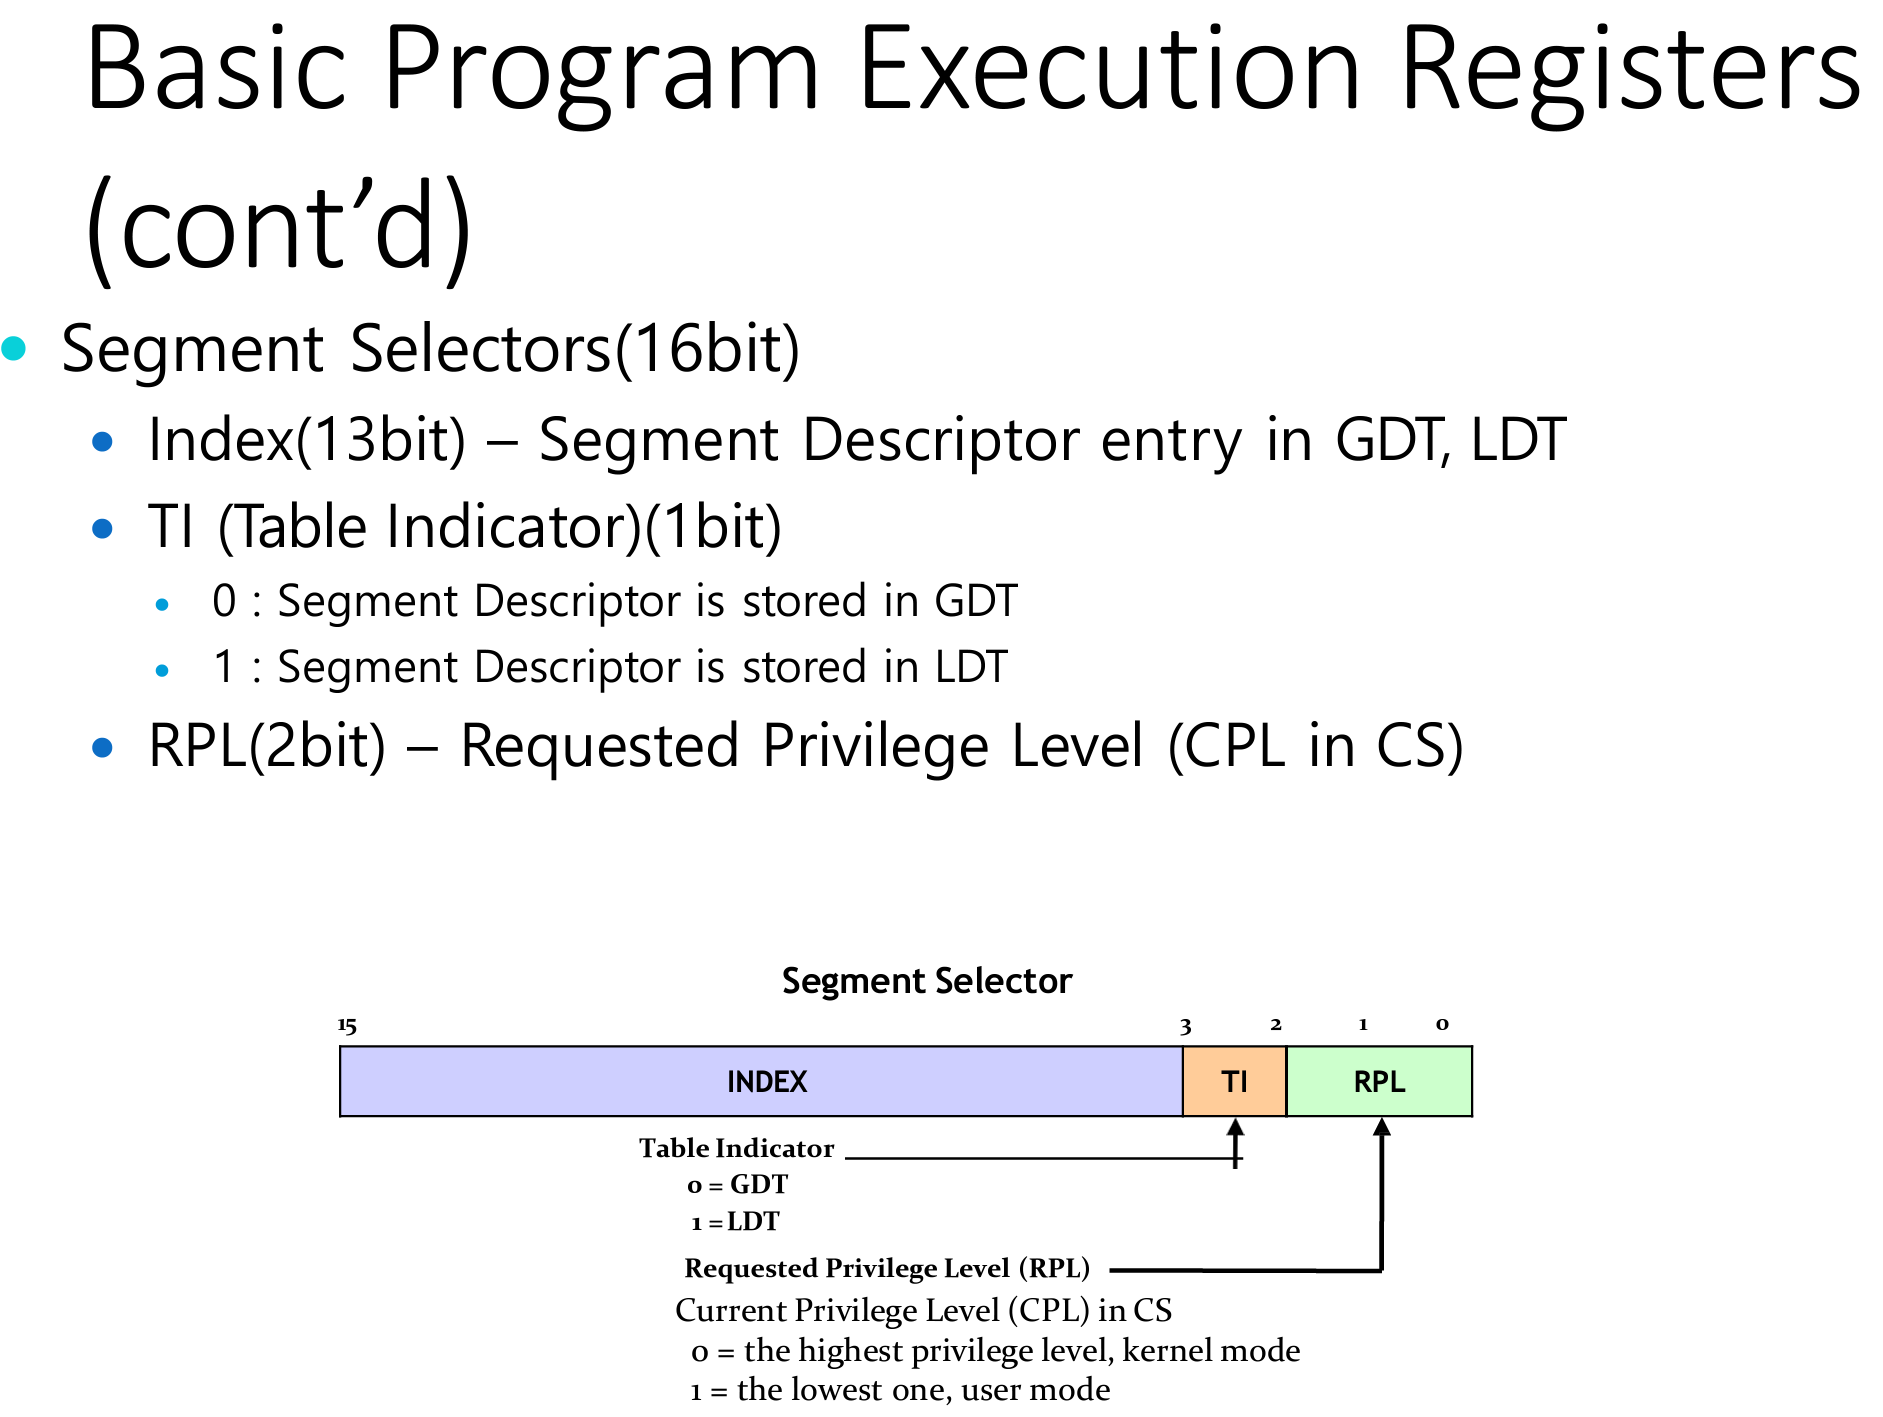 Basic Program Execution Registers
(cont’d)
• Segment Selectors(16bit)
• Index(13bit) – Segment Descriptor entry in GDT, LDT
• TI (Table Indicator)(1bit)
• 0 : Segment Descriptor is stored in GDT
• 1 : Segment Descriptor is stored in LDT
• RPL(2bit) – Requested Privilege Level (CPL in CS)
Segment Selector
15 3 2 1 0
INDEX TI RPL
Table Indicator
0 = GDT
1 = LDT
Requested Privilege Level (RPL)
Current Privilege Level (CPL) in CS
0 = the highest privilege level, kernel mode
1 = the lowest one, user mode